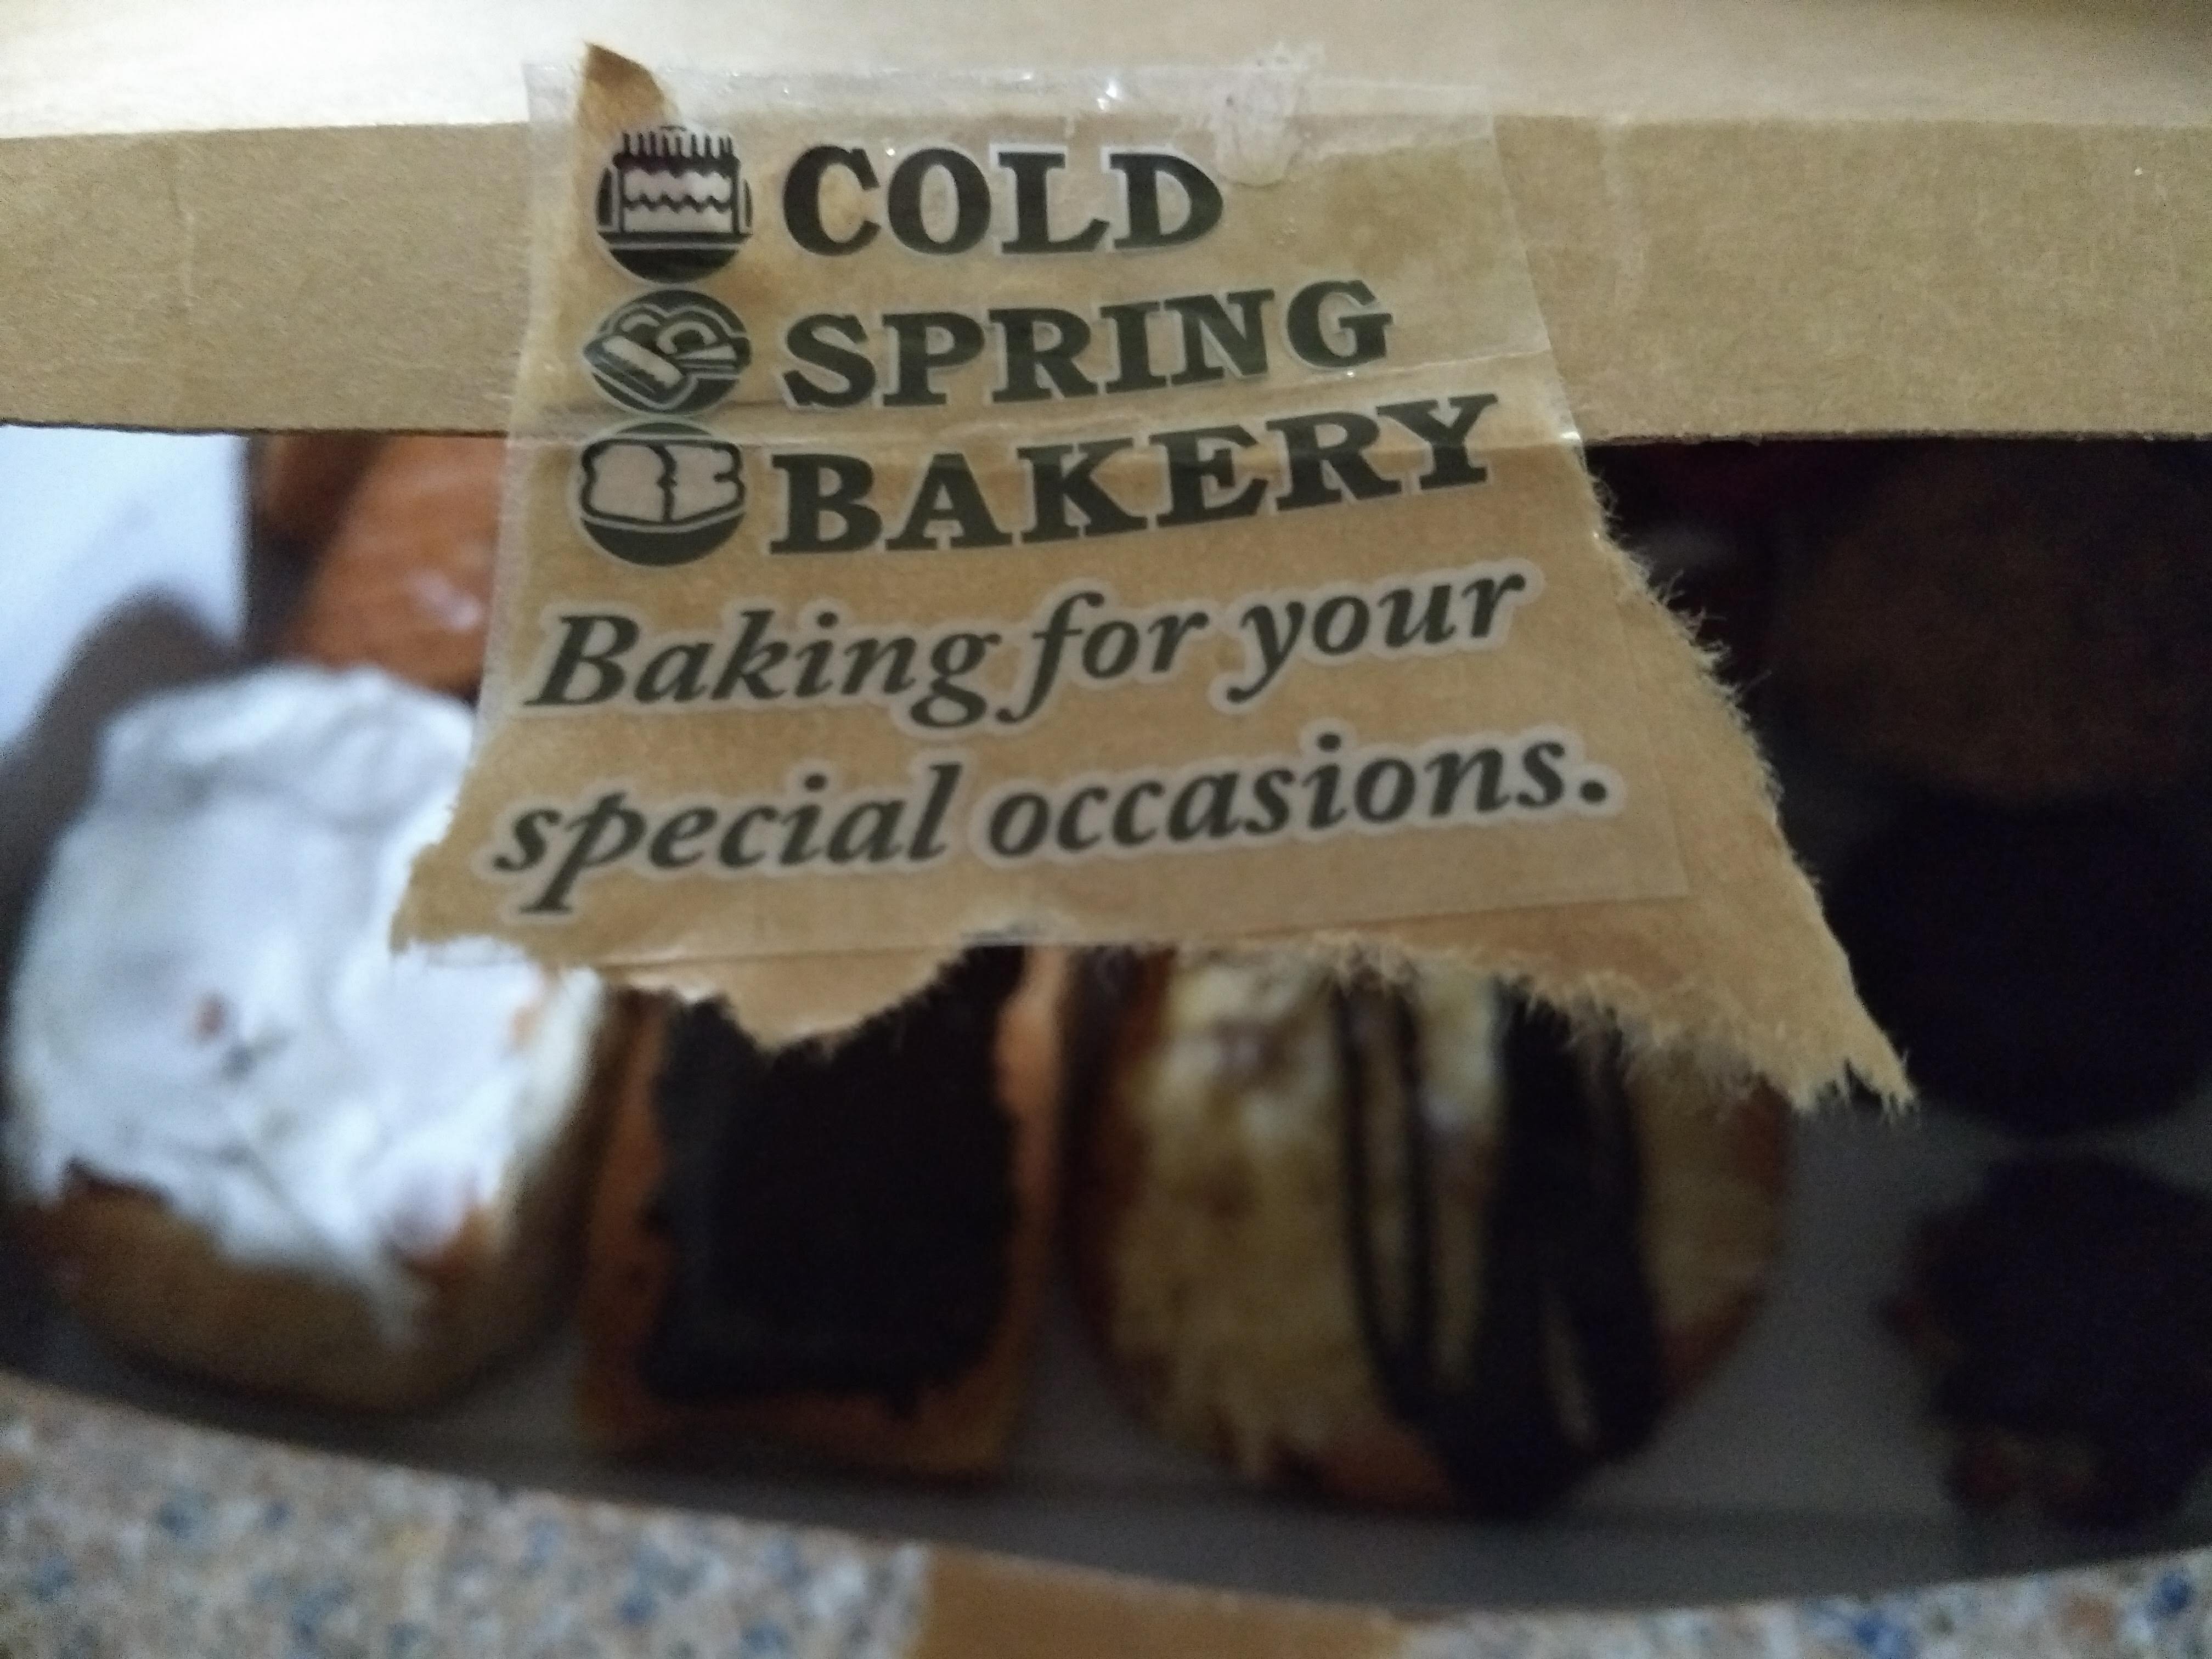 COLD
SPRING
BAKERY
Baking for your
special occasions.